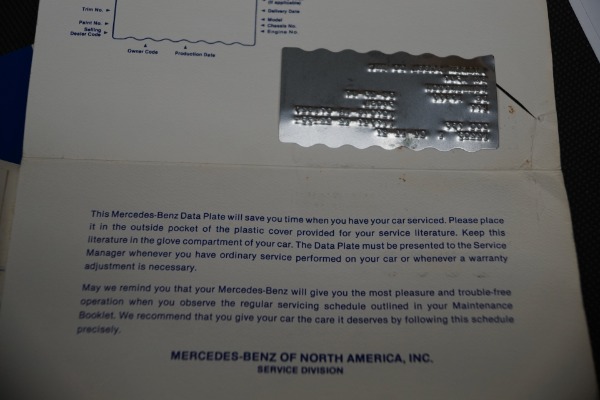 (if applicable)
Trim No.
Delivery Date
Model
Paint No.
Chassis No.
Selling
Dealer Code
Engine No.
Owner Code
Production Date
This Mercedes-Benz Data Plate will save you time when you have your car serviced. Please place
it in the outside pocket of the plastic cover provided for your service literature. Keep this
literature in the glove compartment of your car. The Data Plate must be presented to the Service
Manager whenever you have ordinary service performed on your car or whenever a warranty
adjustment is necessary.
May we remind you that your Mercedes-Benz will give you the most pleasure and trouble-free
operation when you observe the regular servicing schedule outlined in your Maintenance
Booklet. We recommend that you give your car the care it deserves by following this schedule
precisely.
MERCEDES-BENZ OF NORTH AMERICA, INC.
SERVICE DIVISION